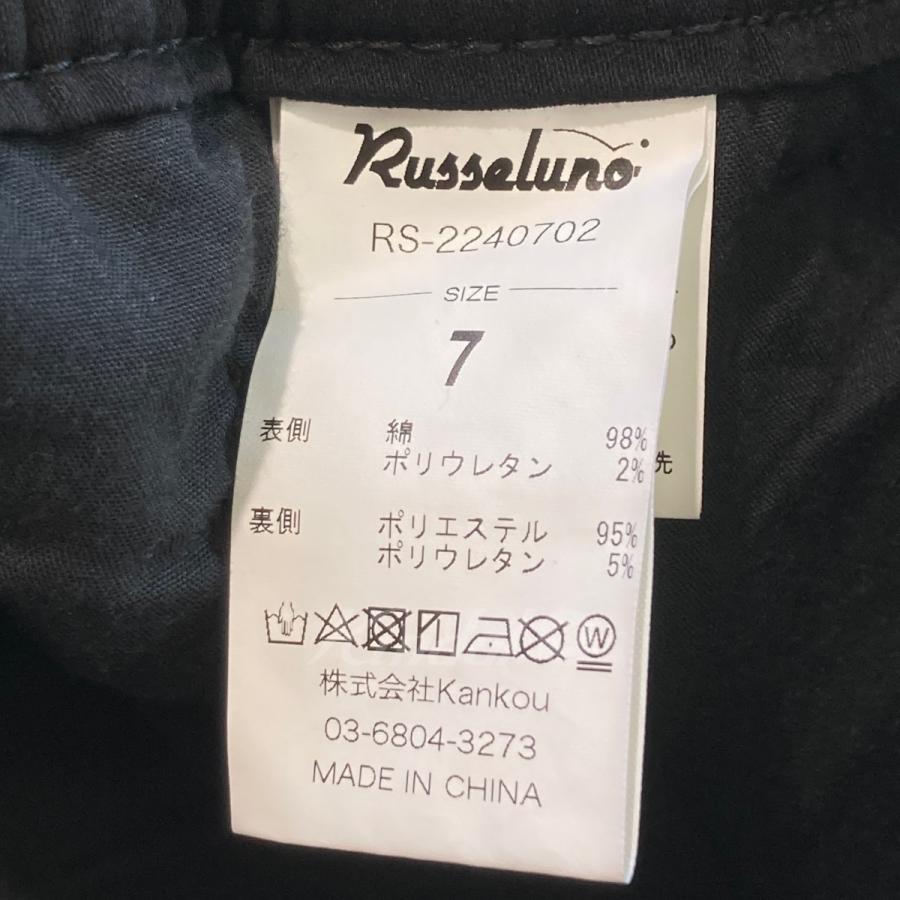 Russeluno
RS-2240702
SIZE
7
表側 綿 98%
ポリウレタン 2%
裏側 ポリエステル 95%
ポリウレタン 5%
W
株式会社Kankou
03-6804-3273
MADE IN CHINA
先